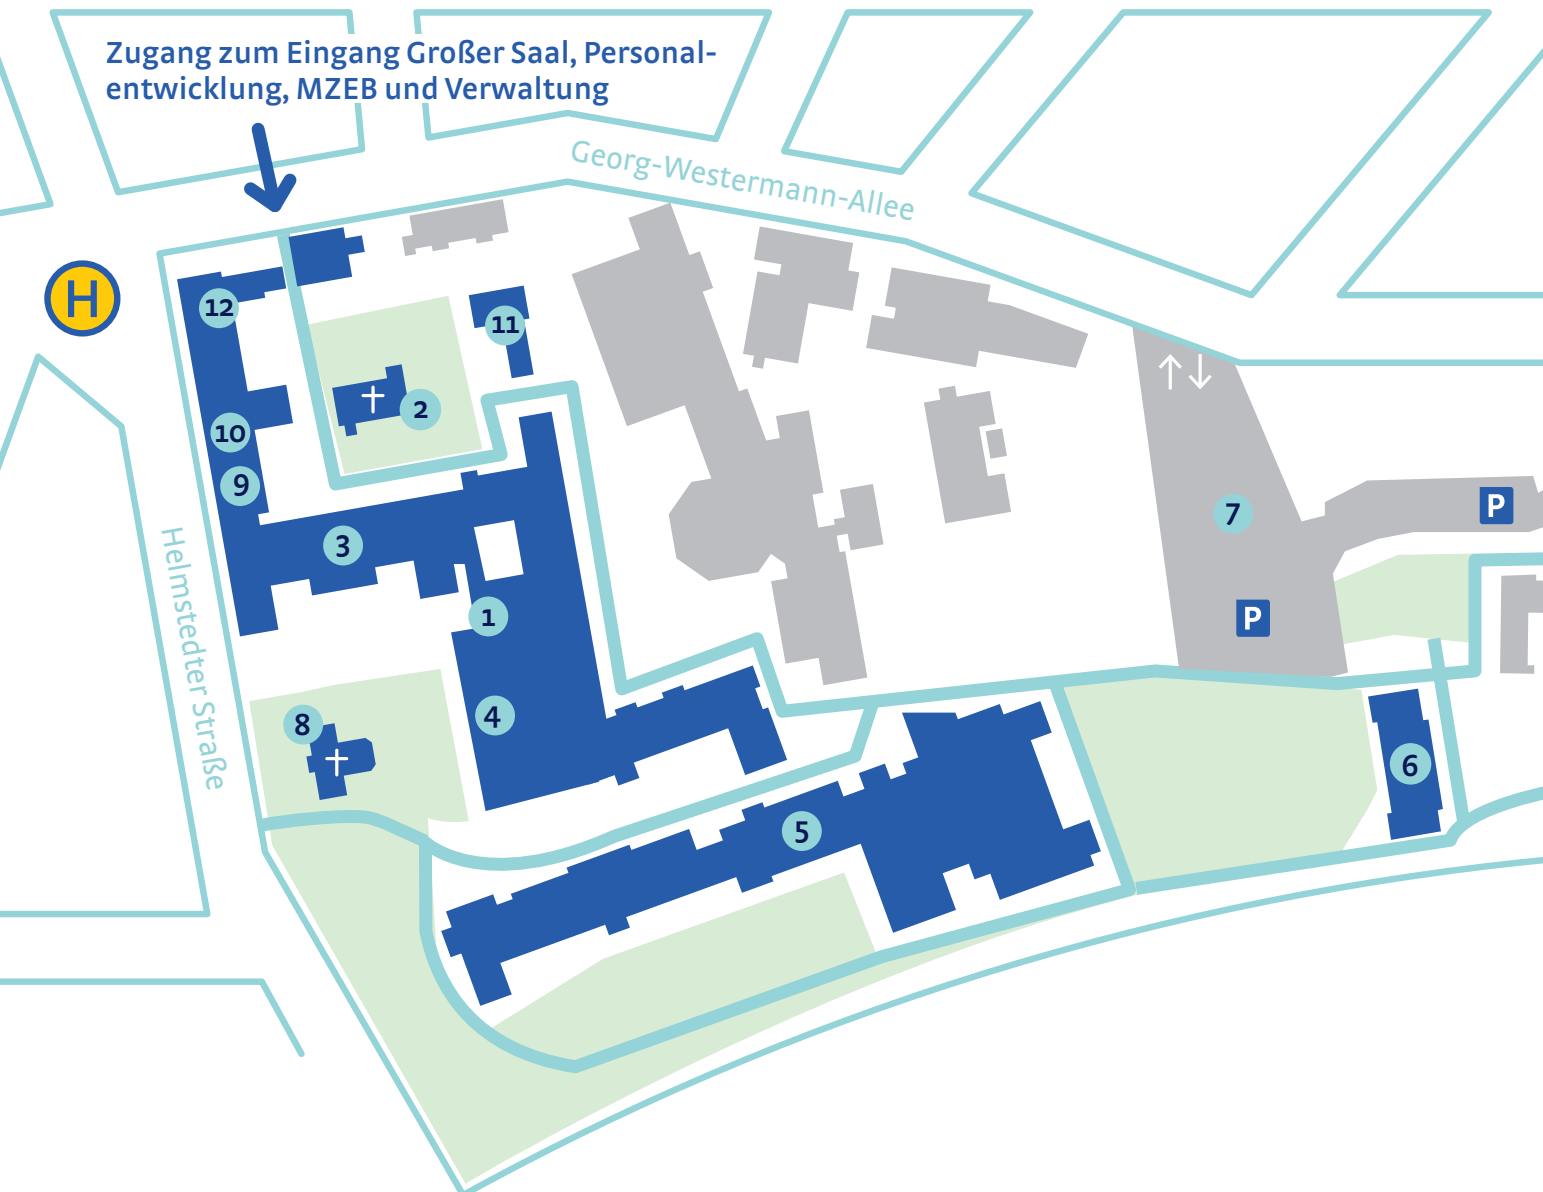 Zugang zum Eingang Großer Saal, Personal-
entwicklung, MZEB und Verwaltung
Georg-Westermann-Allee
H
12
11
2
10
9
3
7
P
P
1
4
8
6
5
Helmstedter Straße